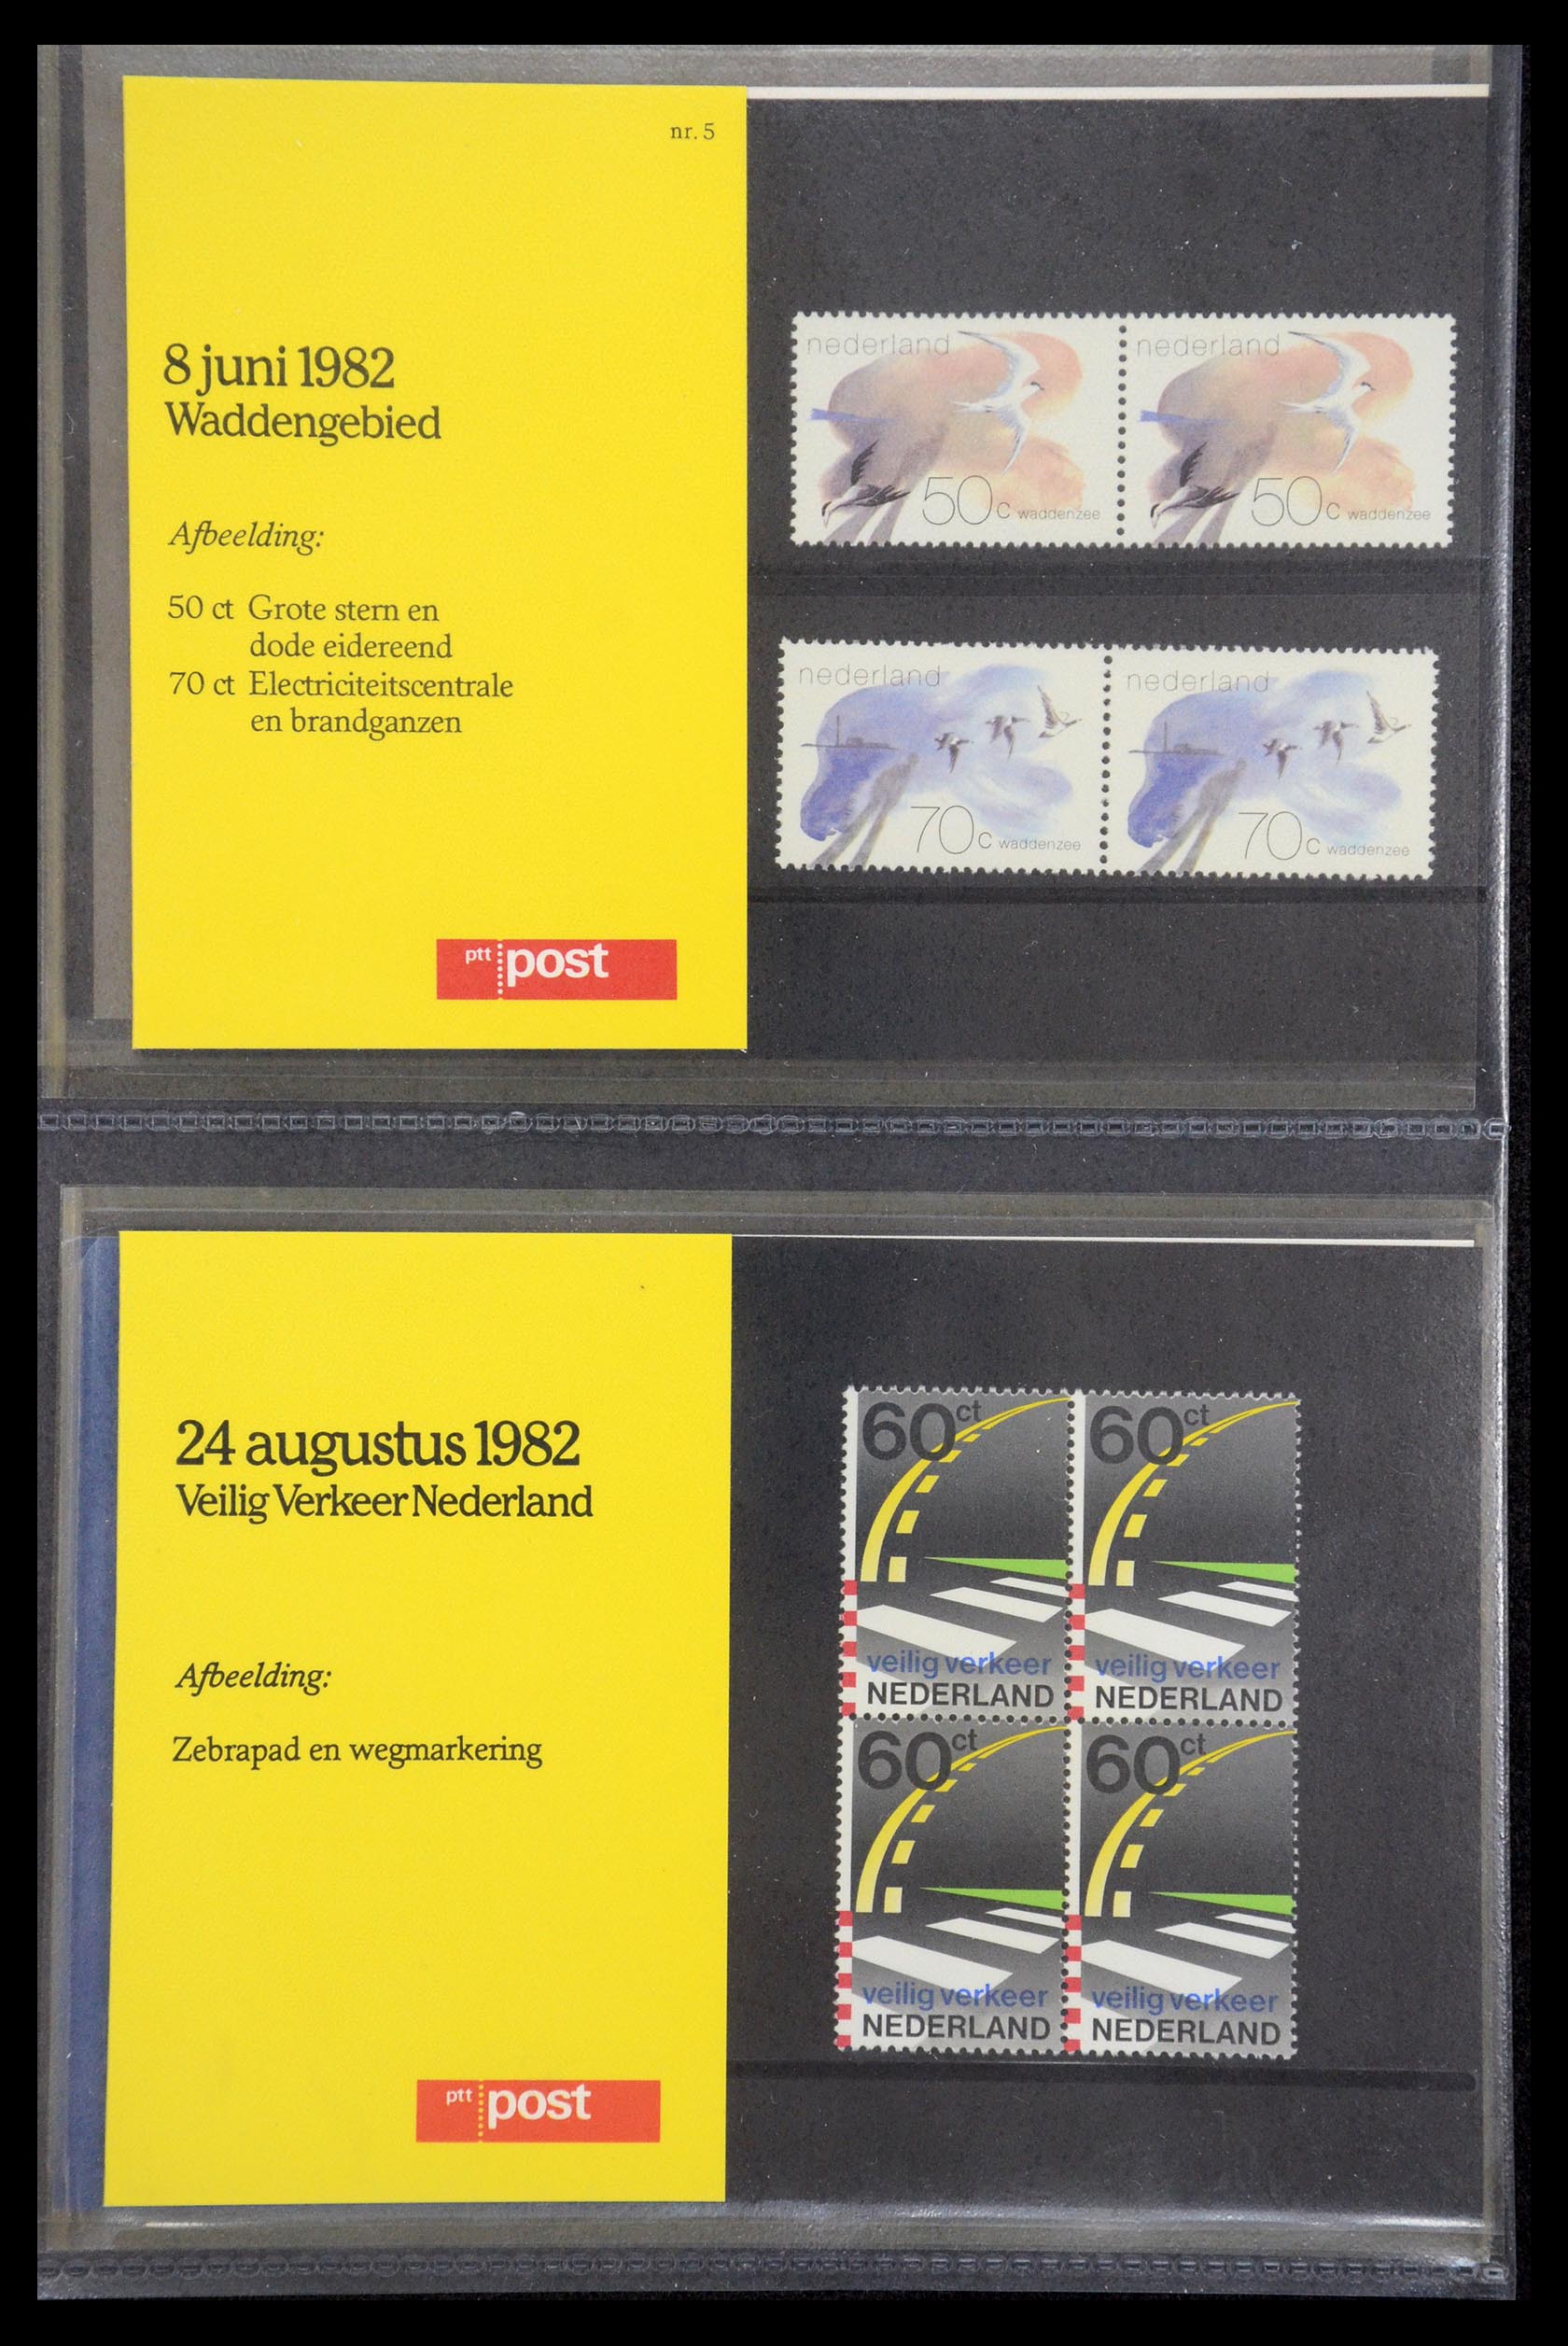 nr. 5
8 juni 1982
Waddengebied
Afbeelding:
50 ct Grote stern en
dode eidereend
70 ct Electriciteitscentrale
en brandganzen
ptt post
nederland
50c waddenzee
nederland
50c waddenzee
nederland
70c waddenzee
nederland
70c waddenzee
24 augustus 1982
Veilig Verkeer Nederland
Afbeelding:
Zebrapad en wegmarkering
ptt post
60ct
veilig verkeer
NEDERLAND
60ct
veilig verkeer
NEDERLAND
60ct
veilig verkeer
NEDERLAND
60ct
veilig verkeer
NEDERLAND